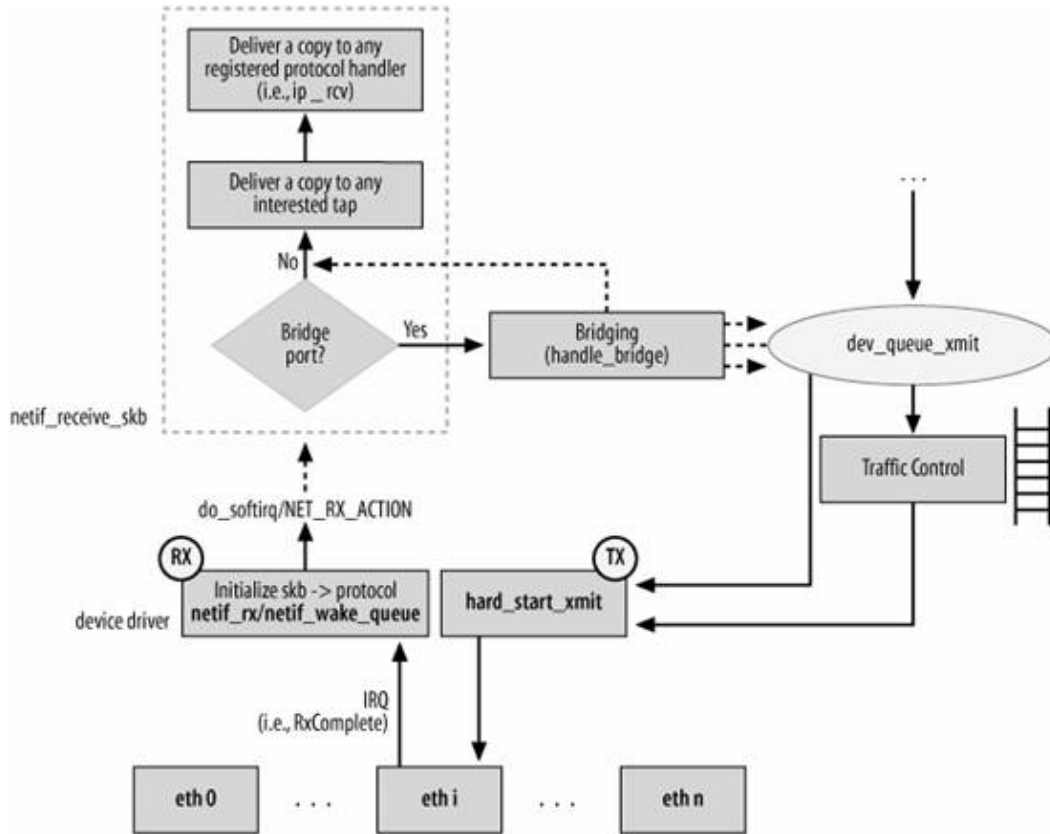 Deliver a copy to any
registered protocol handler
(i.e., ip _ rcv)
Deliver a copy to any
interested tap
. . .
No
Bridge
port?
Yes
Bridging
(handle_bridge)
dev_queue_xmit
netif_receive_skb
Traffic Control
do_softirq/NET_RX_ACTION
RX
TX
Initialize skb -> protocol
netif_rx/netif_wake_queue
hard_start_xmit
device driver
IRQ
(i.e., RxComplete)
eth 0
. . .
eth i
. . .
eth n